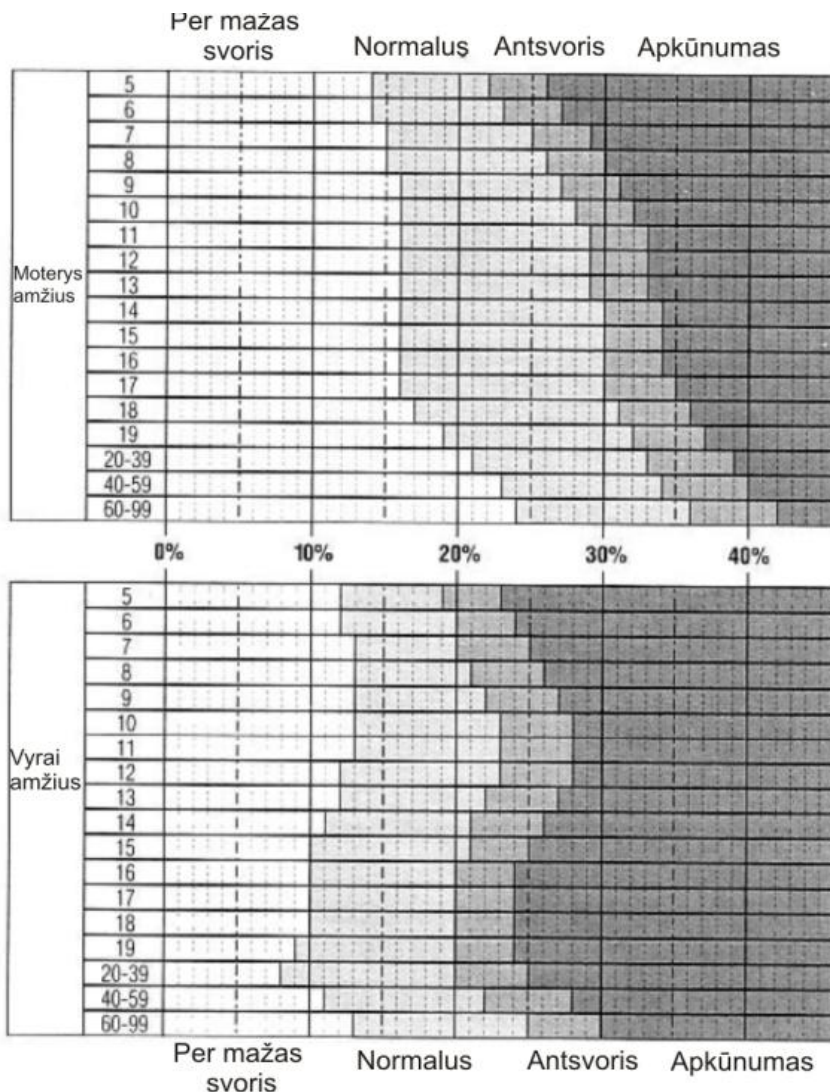 Per mažas
svoris
Normalus
Antsvoris
Apkūnumas
Moterys
amžius
5
6
7
8
9
10
11
12
13
14
15
16
17
18
19
20-39
40-59
60-99
0%
10%
20%
30%
40%
Vyrai
amžius
5
6
7
8
9
10
11
12
13
14
15
16
17
18
19
20-39
40-59
60-99
Per mažas
svoris
Normalus
Antsvoris
Apkūnumas